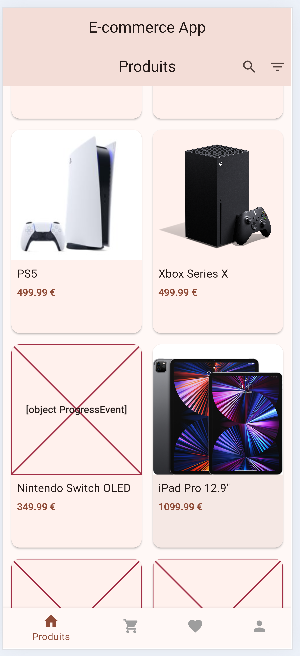 E-commerce App
Produits
PS5
499.99 €
Xbox Series X
499.99 €
[object ProgressEvent]
Nintendo Switch OLED
349.99 €
iPad Pro 12.9'
1099.99 €
Produits